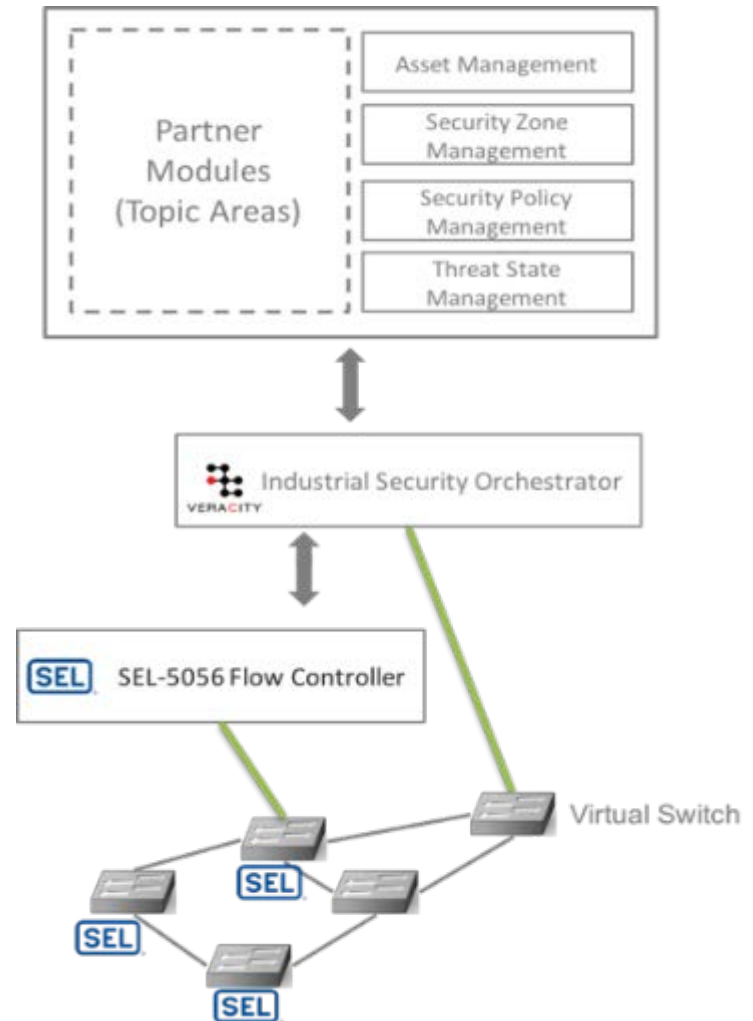 Partner
Modules
(Topic Areas)
Asset Management
Security Zone
Management
Security Policy
Management
Threat State
Management
VERACITY
Industrial Security Orchestrator
SEL
SEL-5056 Flow Controller
Virtual Switch
SEL
SEL
SEL